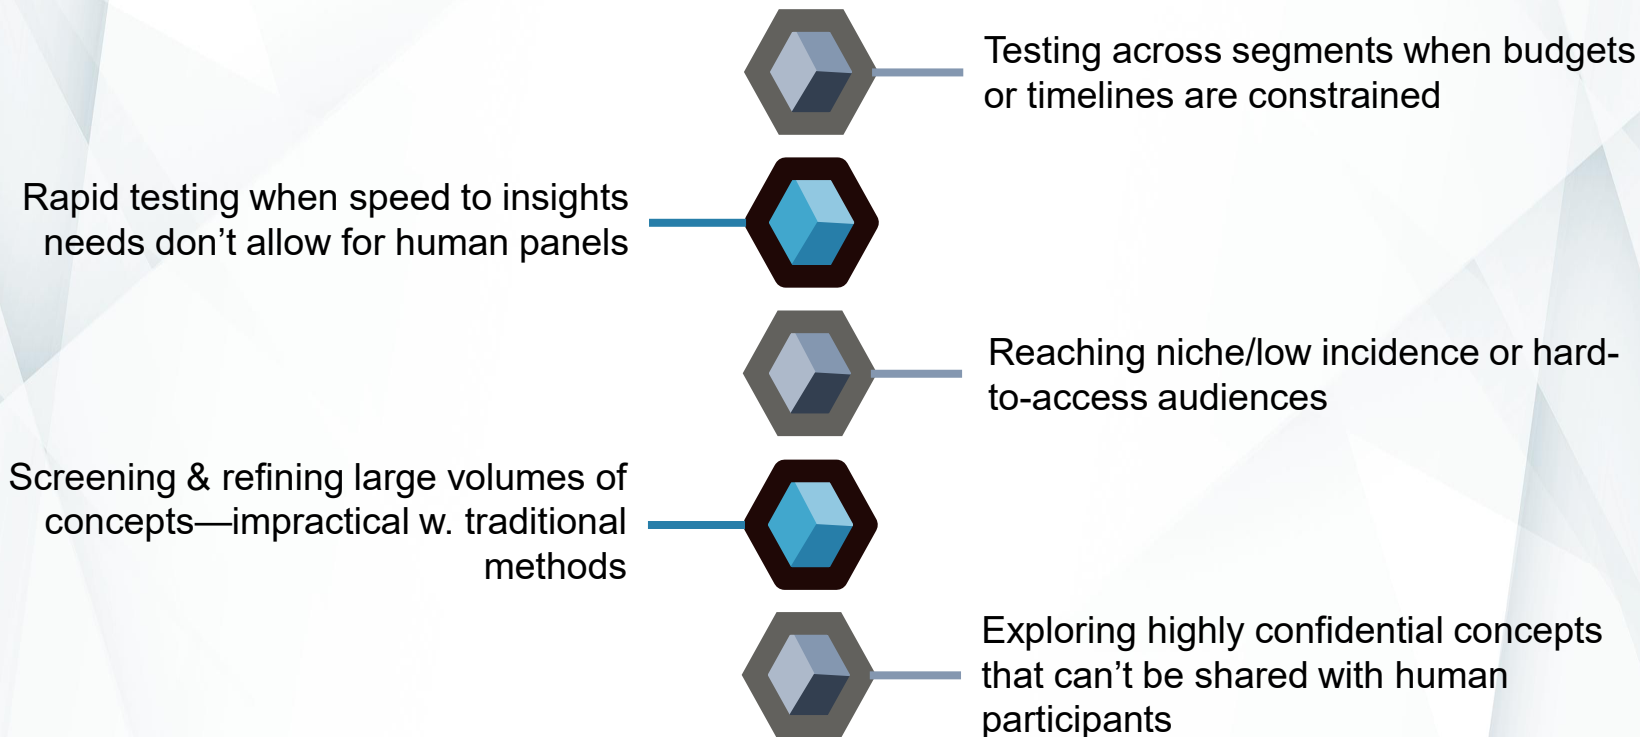 Testing across segments when budgets
or timelines are constrained
Rapid testing when speed to insights
needs don’t allow for human panels
Reaching niche/low incidence or hard-
to-access audiences
Screening & refining large volumes of
concepts—impractical w. traditional
methods
Exploring highly confidential concepts
that can’t be shared with human
participants